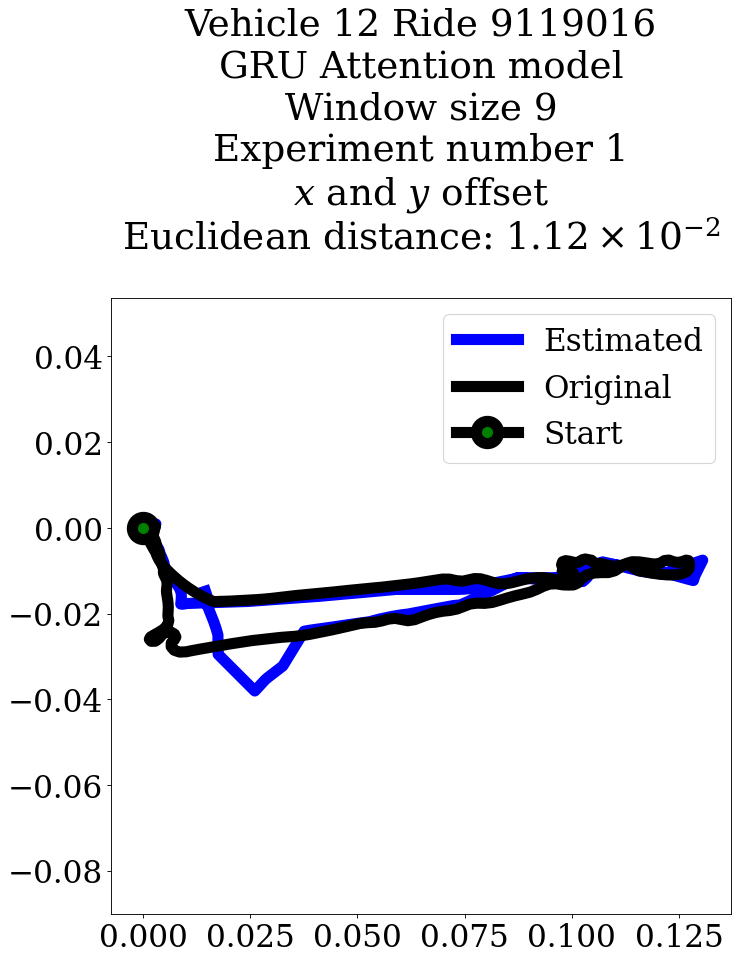 Vehicle 12 Ride 9119016
GRU Attention model
Window size 9
Experiment number 1
x and y offset
Euclidean distance: 1.12 × 10⁻²
Estimated
Original
Start
0.04
0.02
0.00
−0.02
−0.04
−0.06
−0.08
0.000 0.025 0.050 0.075 0.100 0.125